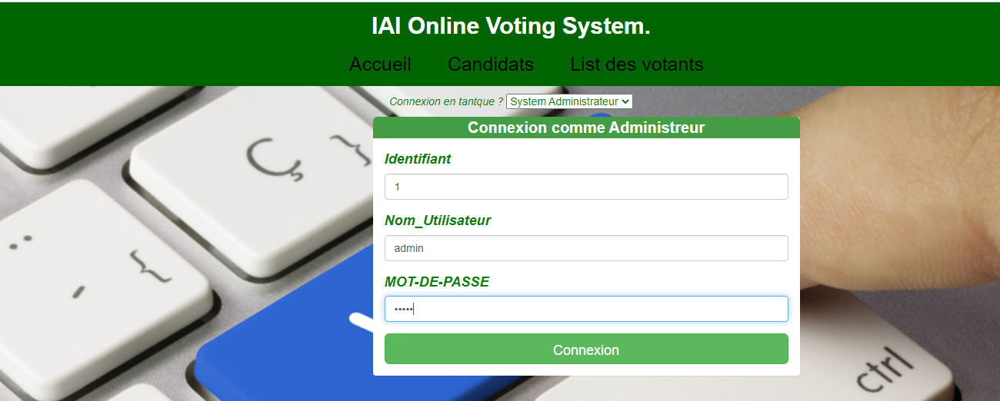 IAI Online Voting System.
Accueil Candidats List des votants
Connexion en tantque ? System Administrateur
Connexion comme Administreur
Identifiant
1
Nom_Utilisateur
admin
MOT-DE-PASSE
•••••
Connexion
Ç }
¨ {
-
ctrl